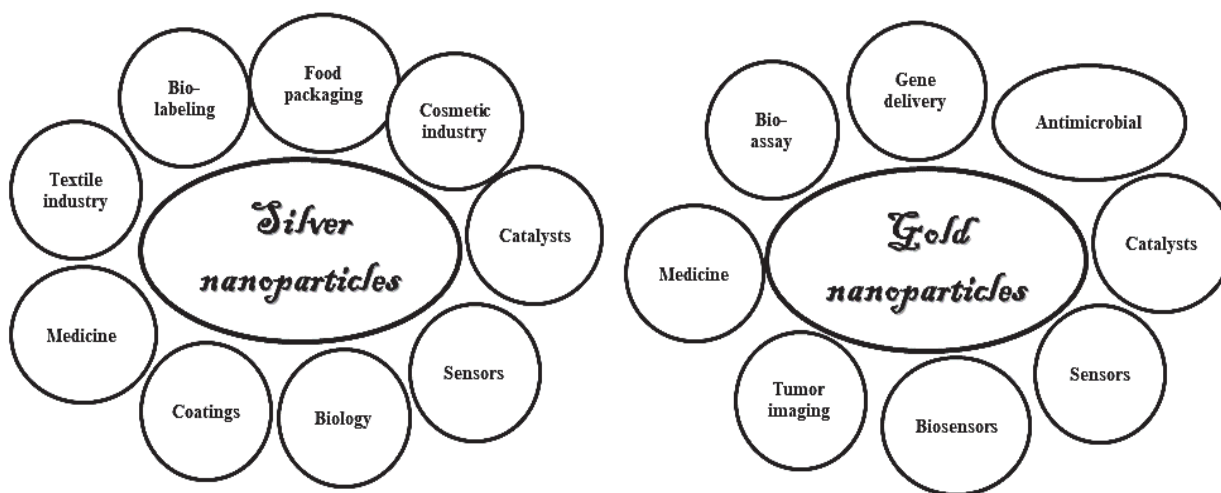 Bio-
labeling
Food
packaging
Cosmetic
industry
Textile
industry
Silver
nanoparticles
Catalysts
Medicine
Sensors
Coatings
Biology
Gene
delivery
Bio-
assay
Antimicrobial
Gold
nanoparticles
Medicine
Catalysts
Tumor
imaging
Biosensors
Sensors